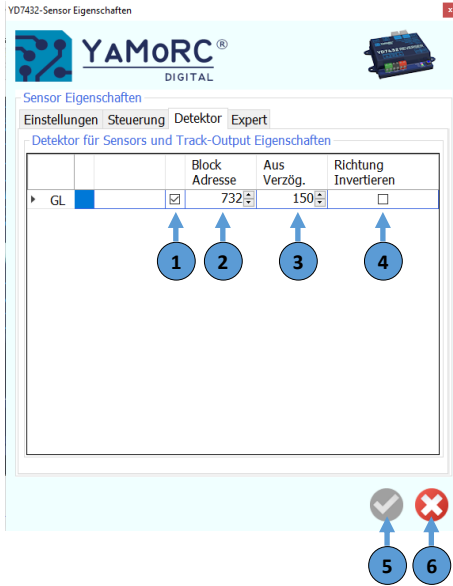 YD7432-Sensor Eigenschaften
x
YAMORC®
DIGITAL
Sensor Eigenschaften
Einstellungen Steuerung Detektor Expert
Detektor für Sensors und Track-Output Eigenschaften
Block Adresse Aus Verzög. Richtung Invertieren
GL 732 150
1 2 3 4
5 6